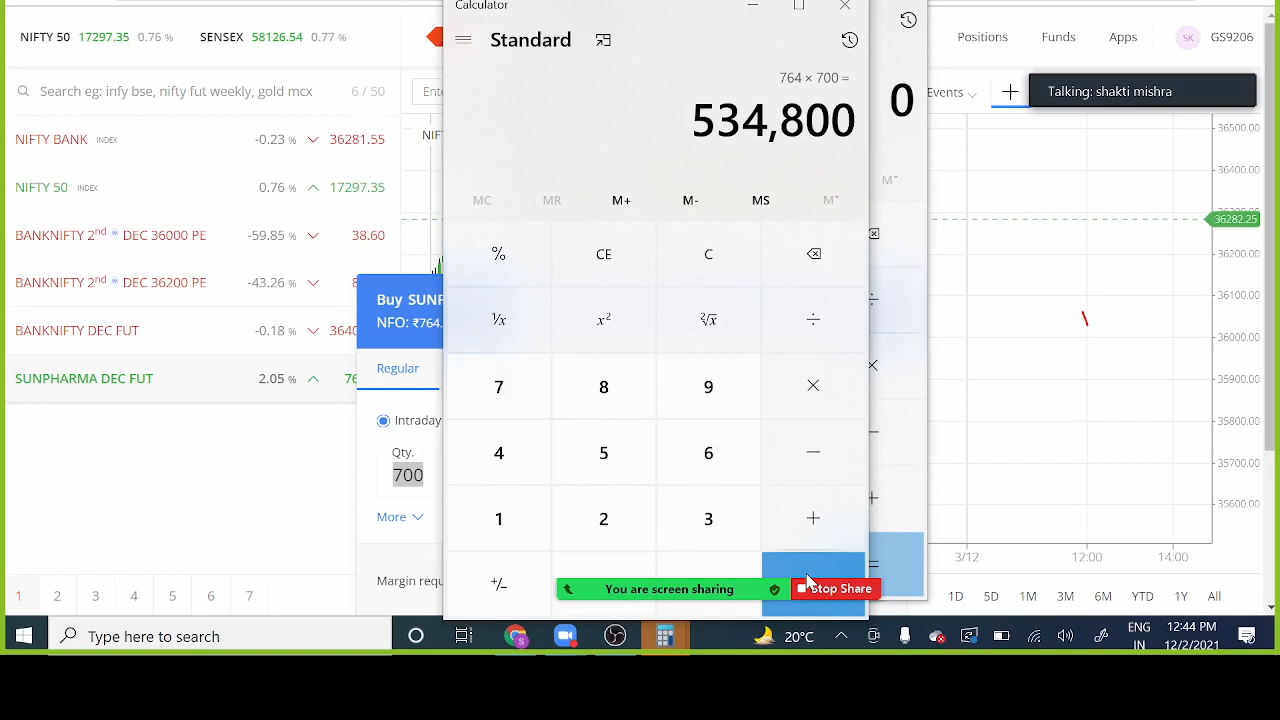 Calculator
NIFTY 50 17297.35 0.76 % SENSEX 58126.54 0.77 %
Standard
Positions Funds Apps SK GS9206
Search eg: infy bse, nifty fut weekly, gold mcx 6 / 50
Events
Talking: shakti mishra
764 × 700 =
534,800
0
NIFTY BANK INDEX -0.23 % 36281.55
NIFTY 50 INDEX 0.76 % 17297.35
BANKNIFTY 2nd w DEC 36000 PE -59.85 % 38.60
BANKNIFTY 2nd w DEC 36200 PE -43.26 %
BANKNIFTY DEC FUT -0.18 %
SUNPHARMA DEC FUT 2.05 %
MC MR M+ M- MS M˅
M˅
% CE C
⅟x x² ²√x ÷
7 8 9 ×
4 5 6 −
1 2 3 +
+/−
÷
×
−
+
=
Buy
NFO: ₹764.
Regular
Intraday
Qty.
700
More
Margin
You are screen sharing
Stop Share
36500.00
36400.00
36282.25
36200.00
36100.00
36000.00
35900.00
35800.00
35700.00
35600.00
3/12 12:00 14:00
1 2 3 4 5 6 7
1D 5D 1M 3M 6M YTD 1Y All
Type here to search
20°C
ENG
IN
12:44 PM
12/2/2021